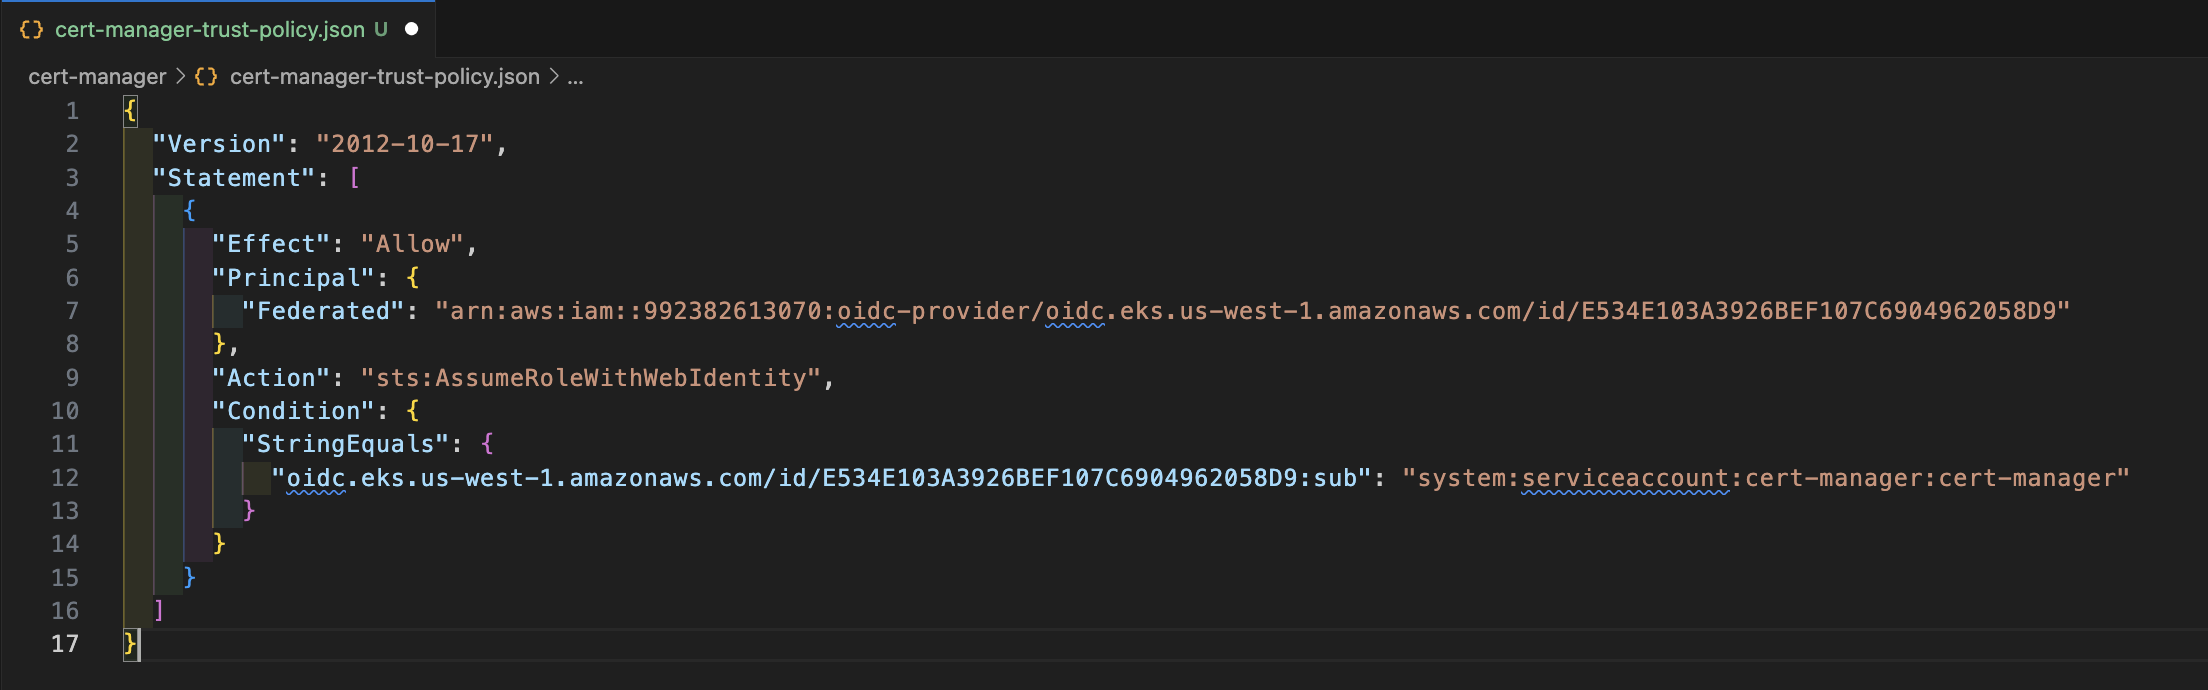 {} cert-manager-trust-policy.json U
cert-manager > {} cert-manager-trust-policy.json > ...
1 {
2 "Version": "2012-10-17",
3 "Statement": [
4 {
5 "Effect": "Allow",
6 "Principal": {
7 "Federated": "arn:aws:iam::992382613070:oidc-provider/oidc.eks.us-west-1.amazonaws.com/id/E534E103A3926BEF107C6904962058D9"
8 },
9 "Action": "sts:AssumeRoleWithWebIdentity",
10 "Condition": {
11 "StringEquals": {
12 "oidc.eks.us-west-1.amazonaws.com/id/E534E103A3926BEF107C6904962058D9:sub": "system:serviceaccount:cert-manager:cert-manager"
13 }
14 }
15 }
16 ]
17 }